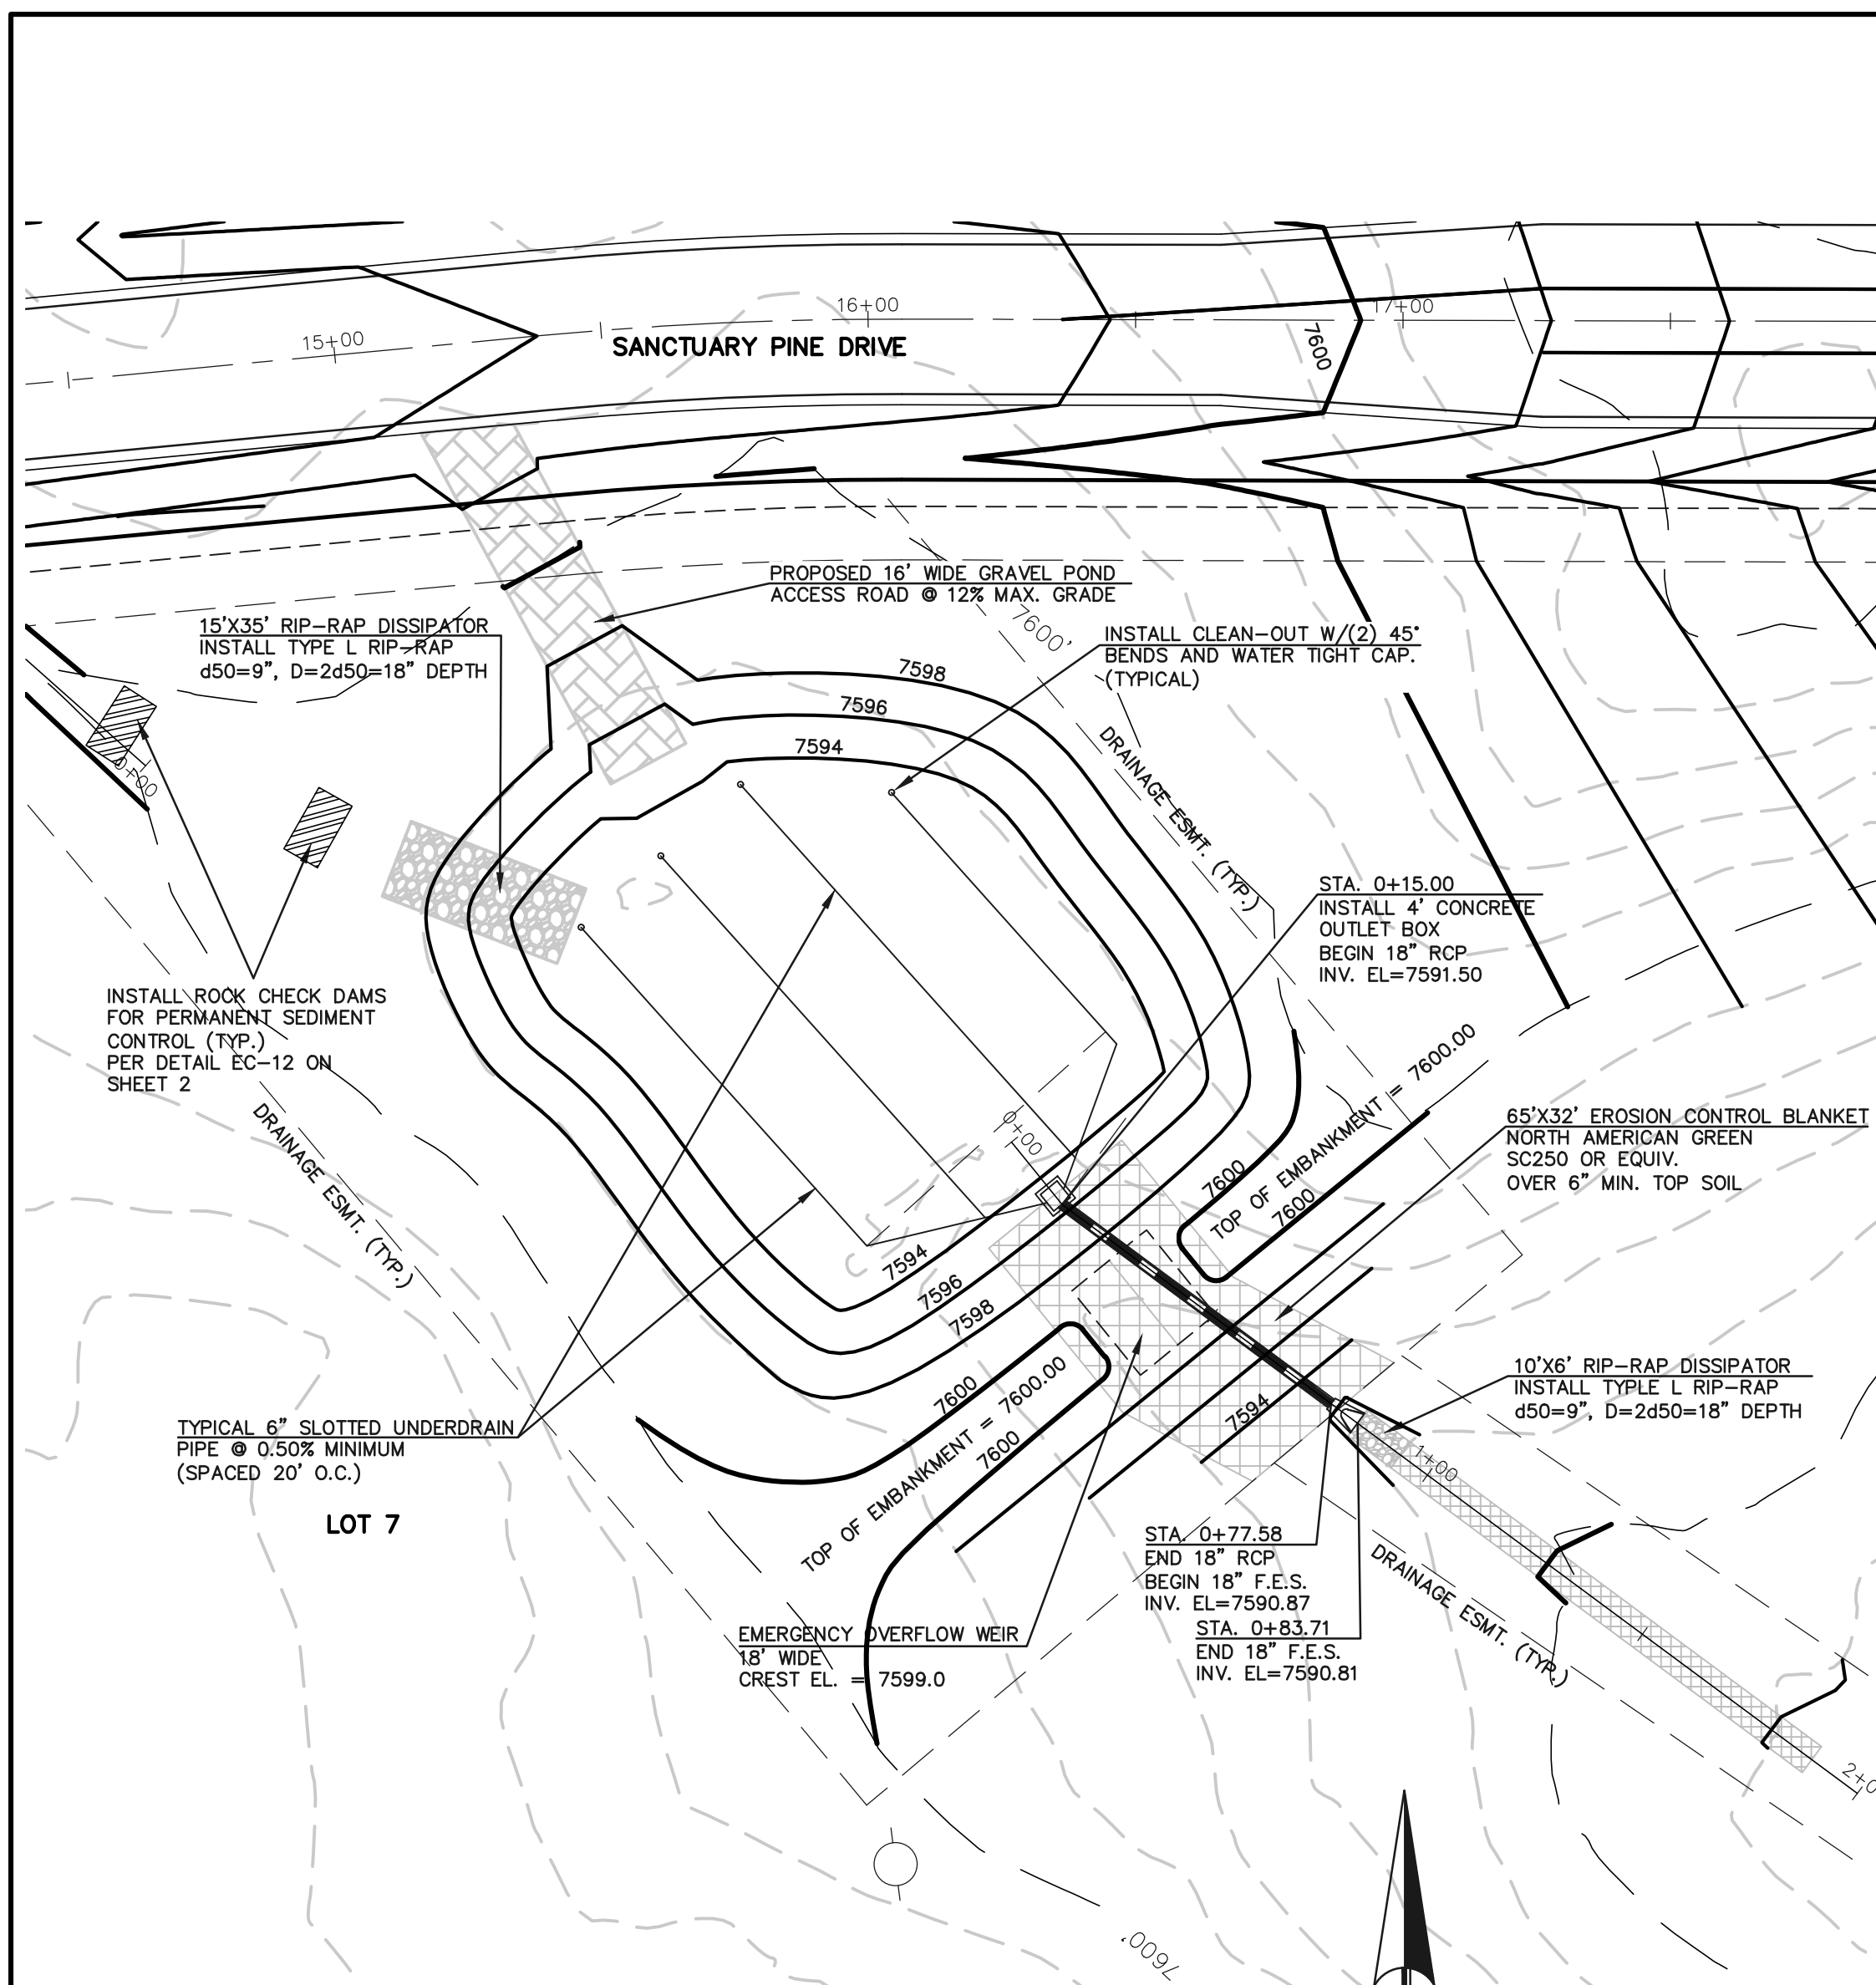 16+00
17+00
15+00
SANCTUARY PINE DRIVE
7600
PROPOSED 16' WIDE GRAVEL POND
ACCESS ROAD @ 12% MAX. GRADE
7600'
15'X35' RIP-RAP DISSIPATOR
INSTALL TYPE L RIP-RAP
d50=9", D=2d50=18" DEPTH
INSTALL CLEAN-OUT W/(2) 45°
BENDS AND WATER TIGHT CAP.
(TYPICAL)
7598
7596
7594
0+00
DRAINAGE ESMT. (TYP.)
STA. 0+15.00
INSTALL 4' CONCRETE
OUTLET BOX
BEGIN 18" RCP
INV. EL=7591.50
INSTALL ROCK CHECK DAMS
FOR PERMANENT SEDIMENT
CONTROL (TYP.)
PER DETAIL EC-12 ON
SHEET 2
DRAINAGE ESMT. (TYP.)
0+00
7600
TOP OF EMBANKMENT = 7600.00
7600
65'X32' EROSION CONTROL BLANKET
NORTH AMERICAN GREEN
SC250 OR EQUIV.
OVER 6" MIN. TOP SOIL
7594
7596
7598
7600
TOP OF EMBANKMENT = 7600.00
7600
7594
10'X6' RIP-RAP DISSIPATOR
INSTALL TYPLE L RIP-RAP
d50=9", D=2d50=18" DEPTH
1+00
TYPICAL 6" SLOTTED UNDERDRAIN
PIPE @ 0.50% MINIMUM
(SPACED 20' O.C.)
LOT 7
STA. 0+77.58
END 18" RCP
BEGIN 18" F.E.S.
INV. EL=7590.87
STA. 0+83.71
END 18" F.E.S.
INV. EL=7590.81
DRAINAGE ESMT. (TYP.)
EMERGENCY OVERFLOW WEIR
18' WIDE
CREST EL. = 7599.0
2+0
7600'